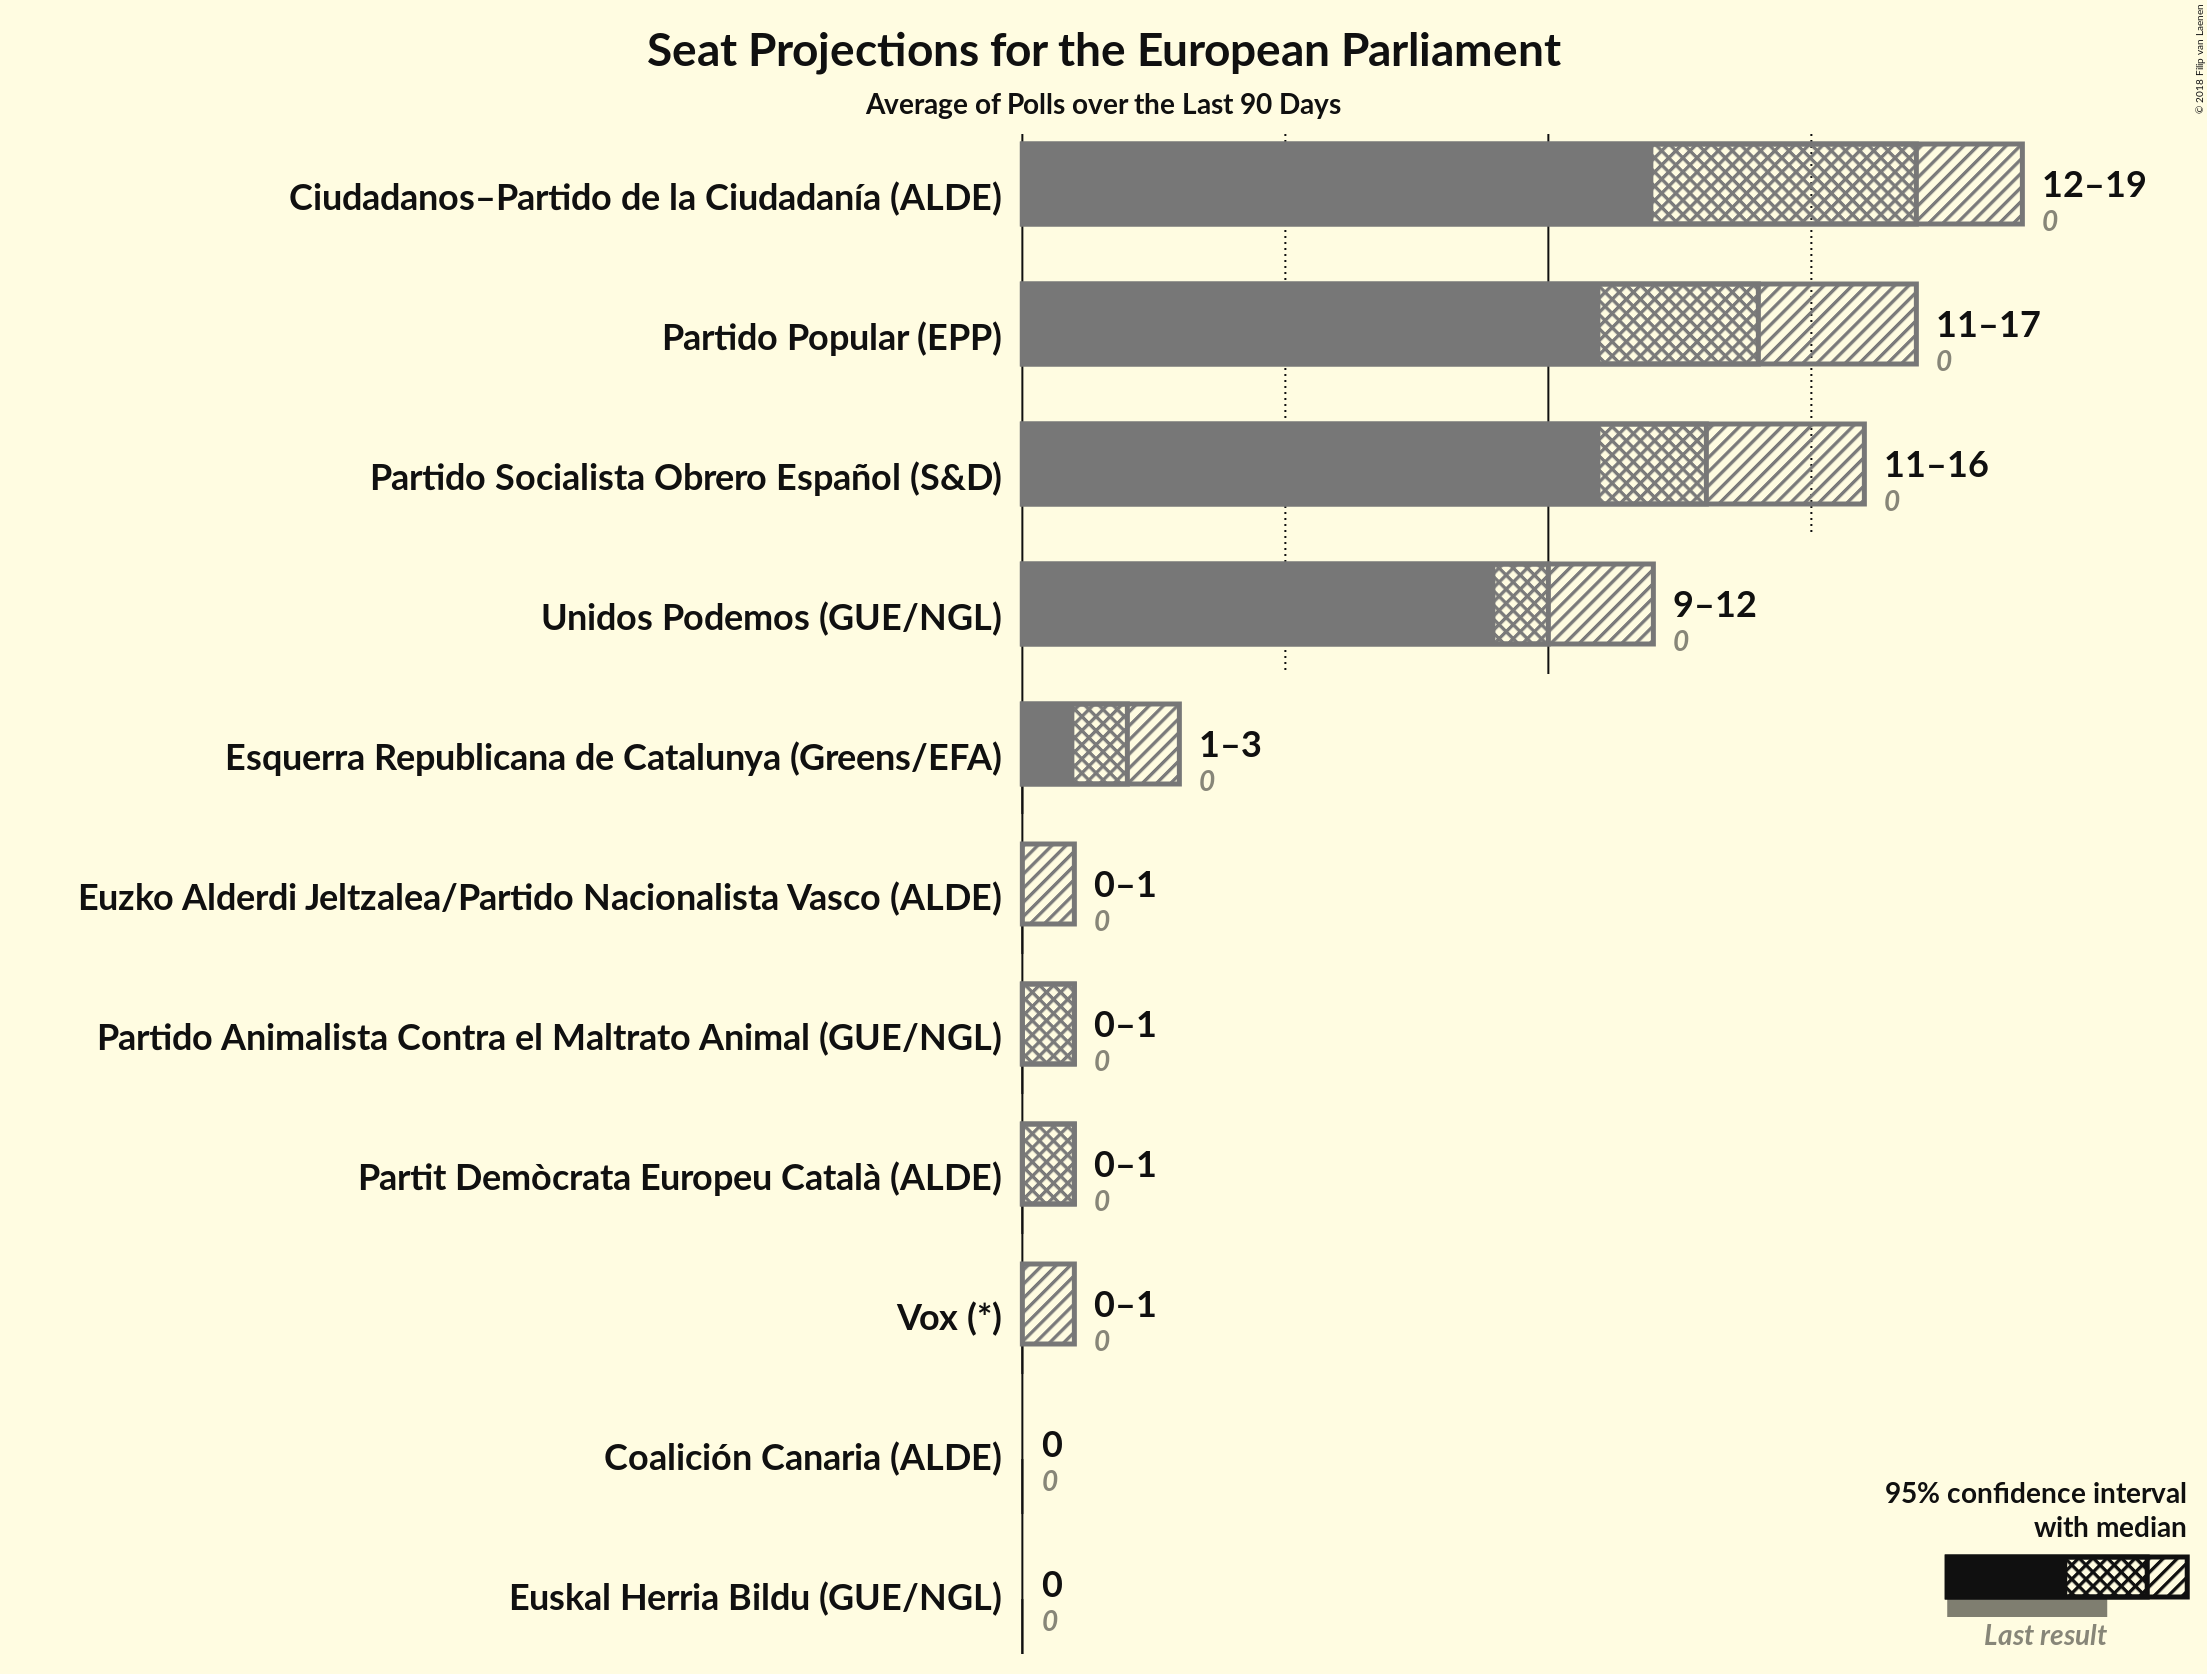 Seat Projections for the European Parliament
Average of Polls over the Last 90 Days
© 2018 Filip van Laenen
Ciudadanos–Partido de la Ciudadanía (ALDE)
12–19
0
Partido Popular (EPP)
11–17
0
Partido Socialista Obrero Español (S&D)
11–16
0
Unidos Podemos (GUE/NGL)
9–12
0
Esquerra Republicana de Catalunya (Greens/EFA)
1–3
0
Euzko Alderdi Jeltzalea/Partido Nacionalista Vasco (ALDE)
0–1
0
Partido Animalista Contra el Maltrato Animal (GUE/NGL)
0–1
0
Partit Demòcrata Europeu Català (ALDE)
0–1
0
Vox (*)
0–1
0
Coalición Canaria (ALDE)
0
0
Euskal Herria Bildu (GUE/NGL)
0
0
95% confidence interval
with median
Last result